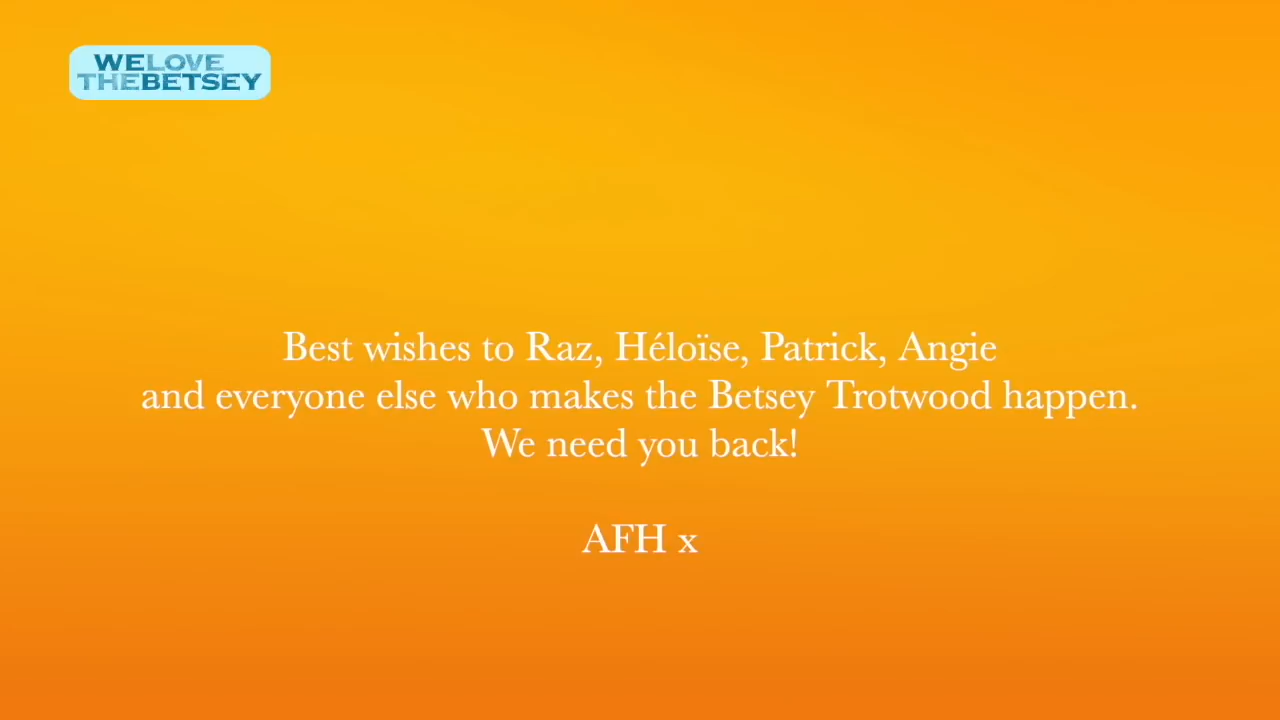 WELOVE
THEBETSEY
Best wishes to Raz, Héloïse, Patrick, Angie
and everyone else who makes the Betsey Trotwood happen.
We need you back!
AFH x